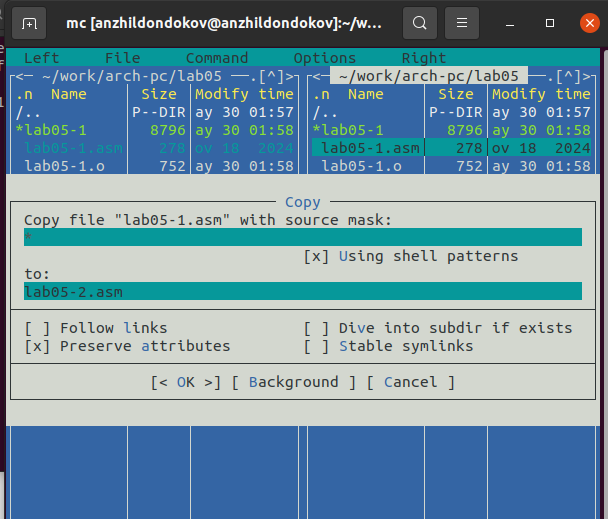 mc [anzhildondokov@anzhildondokov]:~/w...
Left File Command Options Right
<— ~/work/arch-pc/lab05 —.[^]> <— ~/work/arch-pc/lab05 —.[^]>
.n Name Size Modify time .n Name Size Modify time
/.. P--DIR ay 30 01:57 /.. P--DIR ay 30 01:57
*lab05-1 8796 ay 30 01:58 *lab05-1 8796 ay 30 01:58
lab05-1.asm 278 ov 18 2024 lab05-1.asm 278 ov 18 2024
lab05-1.o 752 ay 30 01:58 lab05-1.o 752 ay 30 01:58
Copy
Copy file "lab05-1.asm" with source mask:
*
[x] Using shell patterns
to:
lab05-2.asm
[ ] Follow links [ ] Dive into subdir if exists
[x] Preserve attributes [ ] Stable symlinks
[< OK >] [ Background ] [ Cancel ]